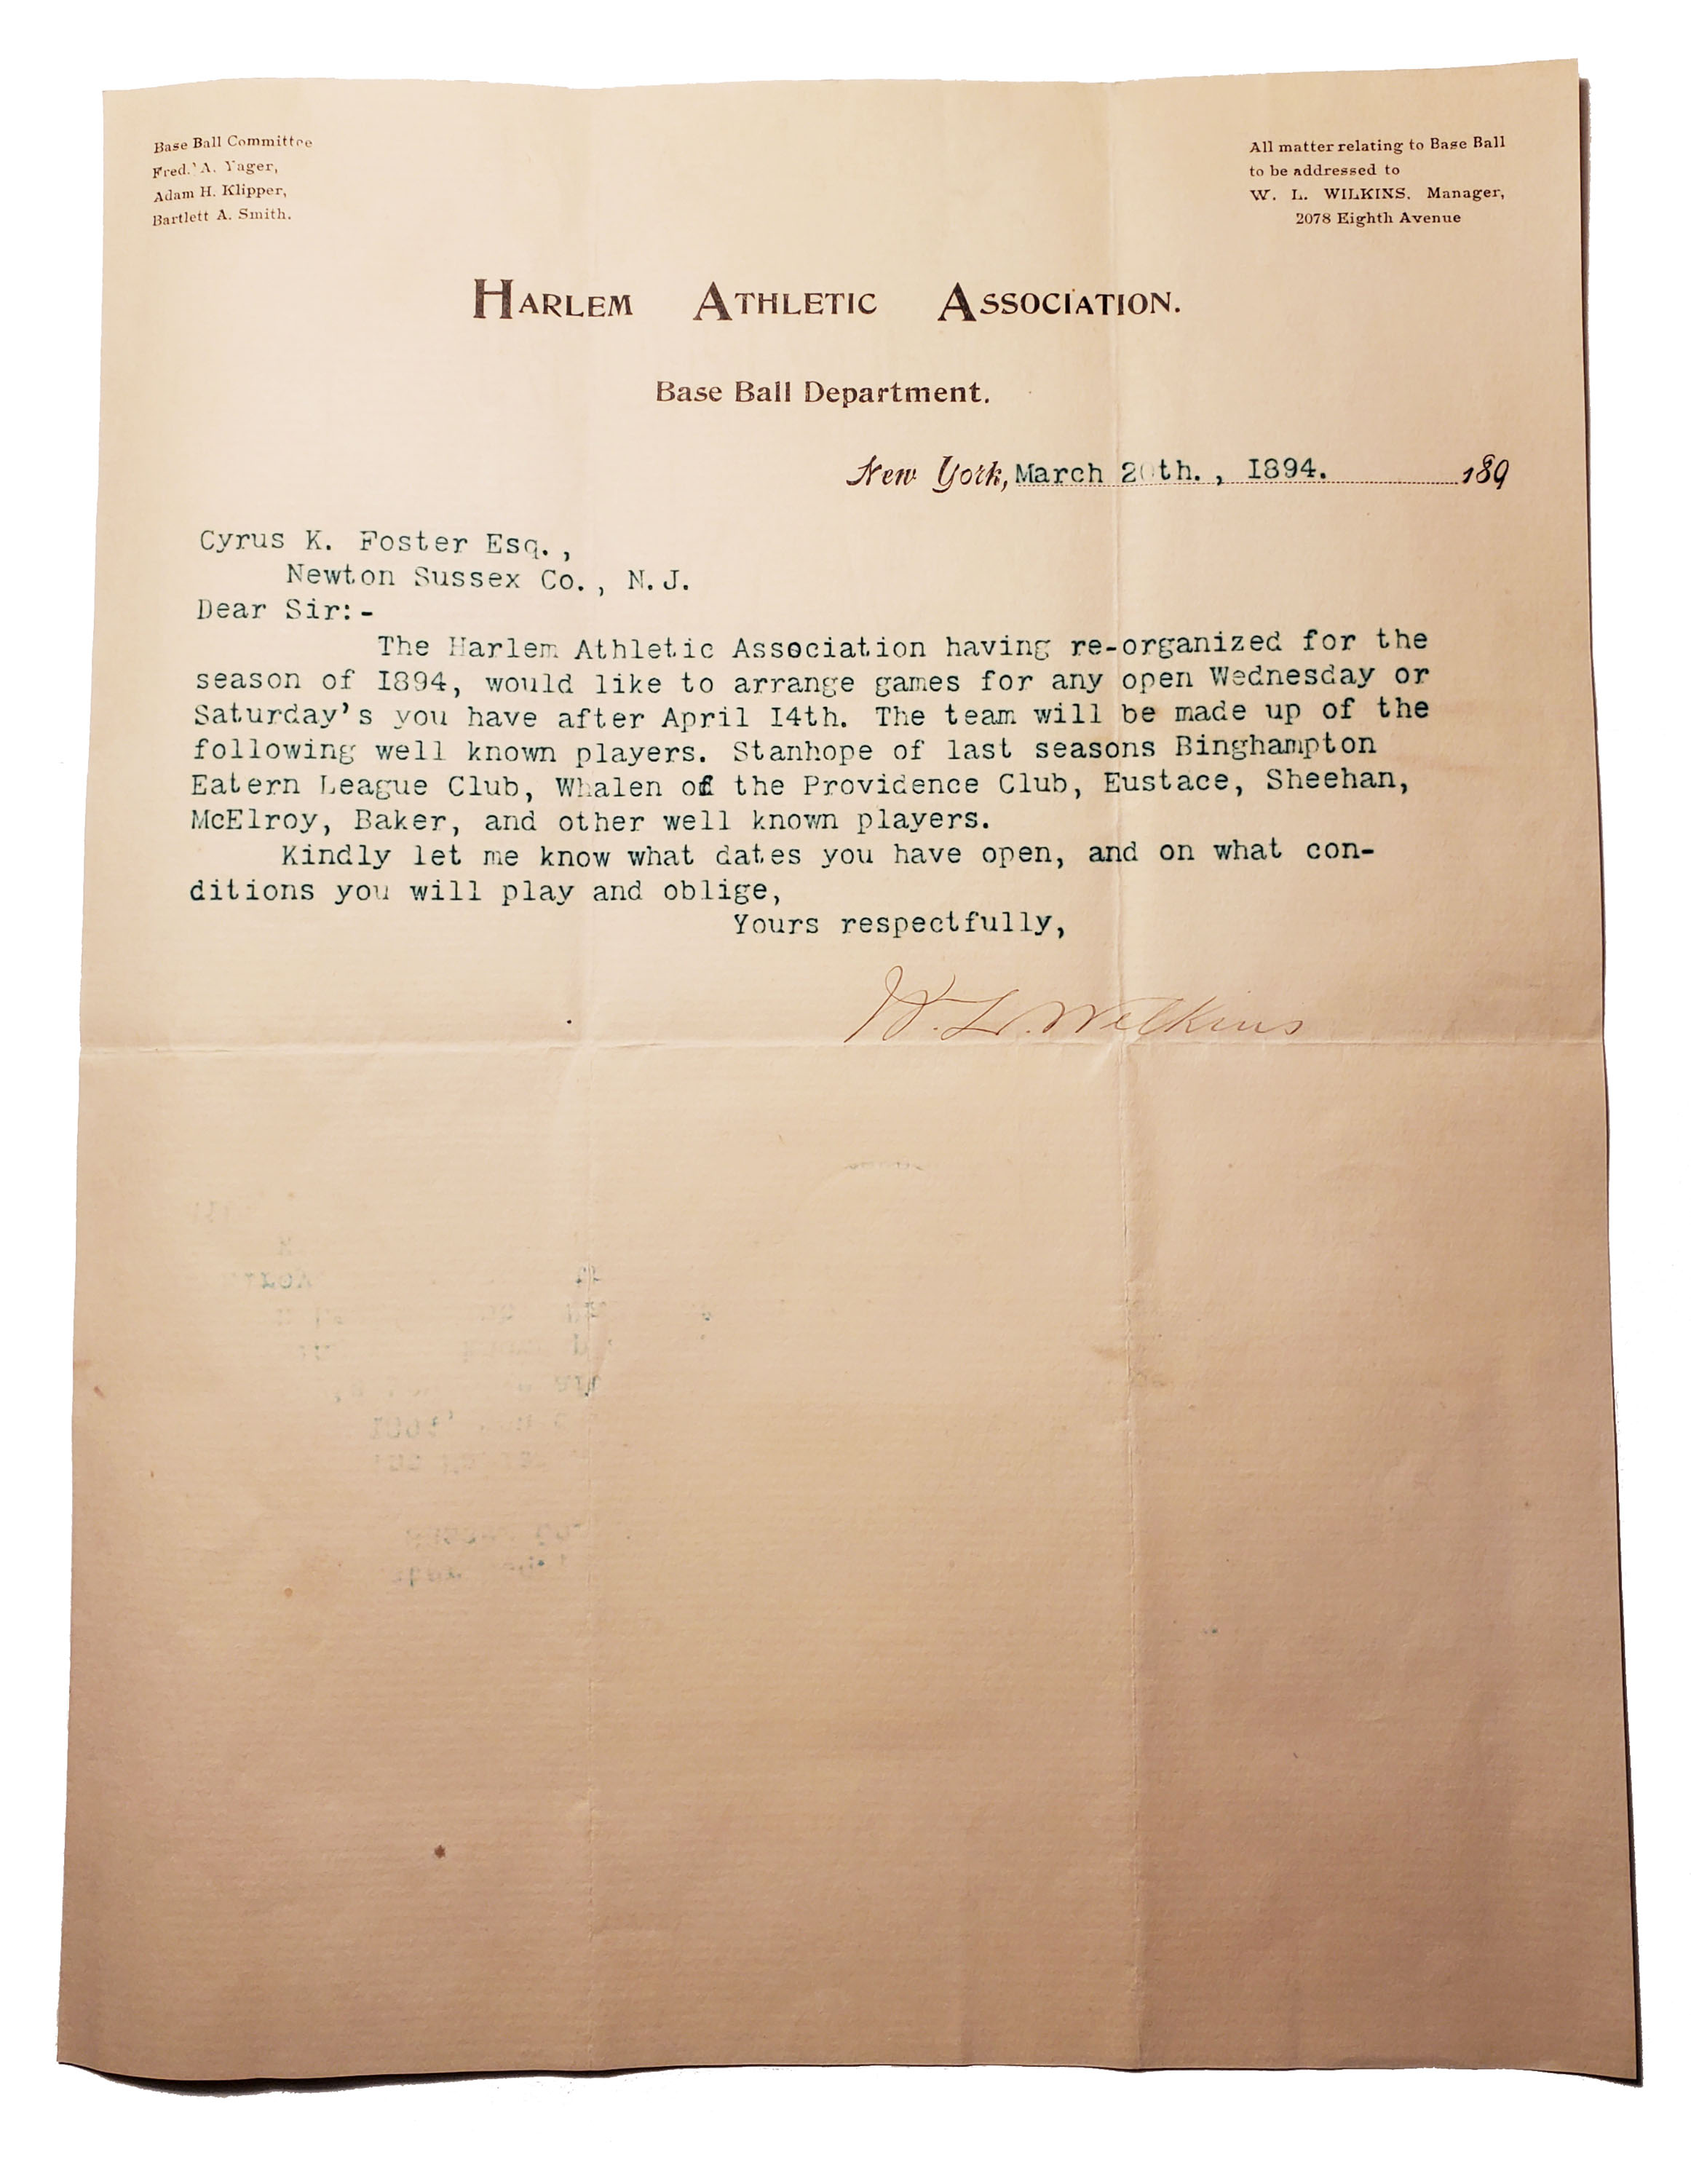 Base Ball Committee
Fred. A. Yager,
Adam H. Klipper,
Bartlett A. Smith.
All matter relating to Base Ball
to be addressed to
W. L. WILKINS. Manager,
2078 Eighth Avenue
HARLEM ATHLETIC ASSOCIATION.
Base Ball Department.
New York, March 20th. , I894. 189
Cyrus K. Foster Esq. ,
Newton Sussex Co. , N.J.
Dear Sir:-
The Harlem Athletic Association having re-organized for the
season of I894, would like to arrange games for any open Wednesday or
Saturday's you have after April I4th. The team will be made up of the
following well known players. Stanhope of last seasons Binghampton
Eatern League Club, Whalen of the Providence Club, Eustace, Sheehan,
McElroy, Baker, and other well known players.
Kindly let me know what dates you have open, and on what con-
ditions you will play and oblige,
Yours respectfully,
W. L. Wilkins